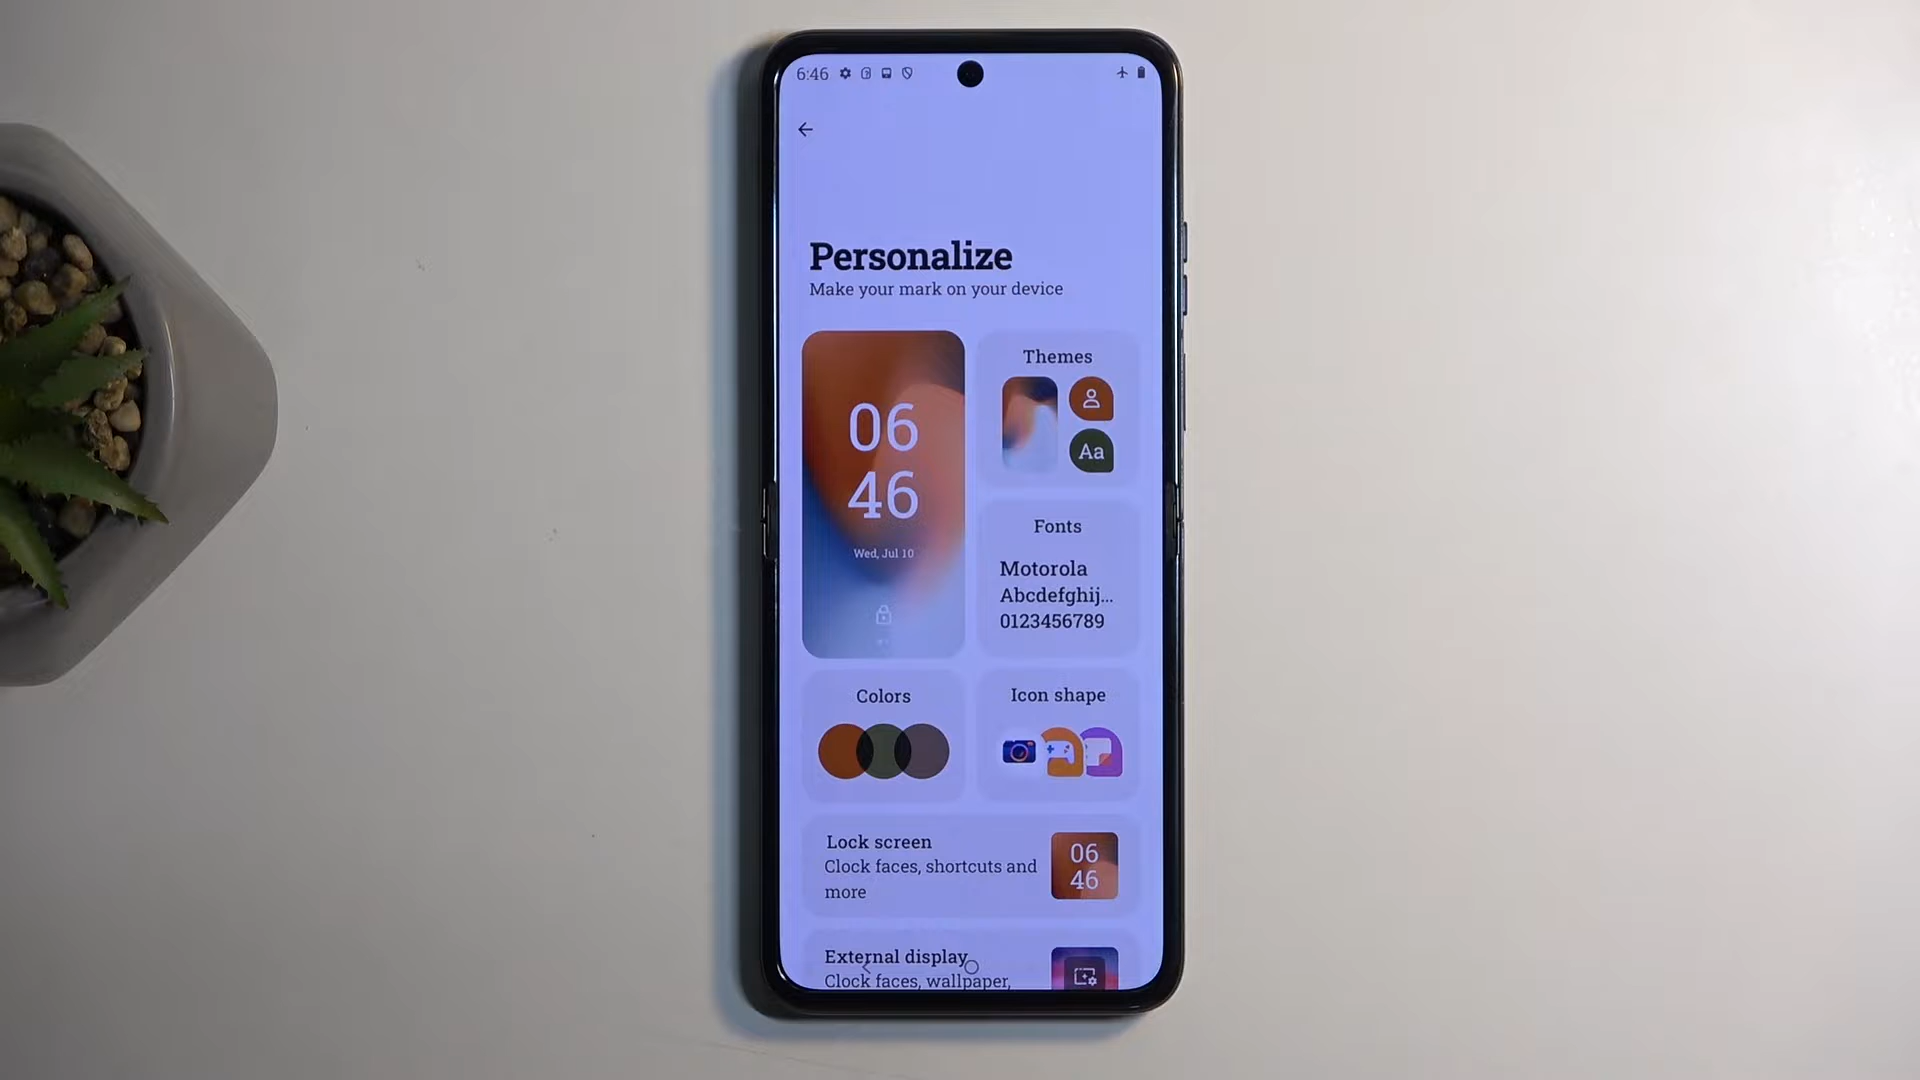 6:46
Personalize
Make your mark on your device
06
46
Wed, Jul 10
Themes
Aa
Fonts
Motorola
Abcdefghij...
0123456789
Colors
Icon shape
Lock screen
Clock faces, shortcuts and
more
06
46
External display
Clock faces, wallpaper,